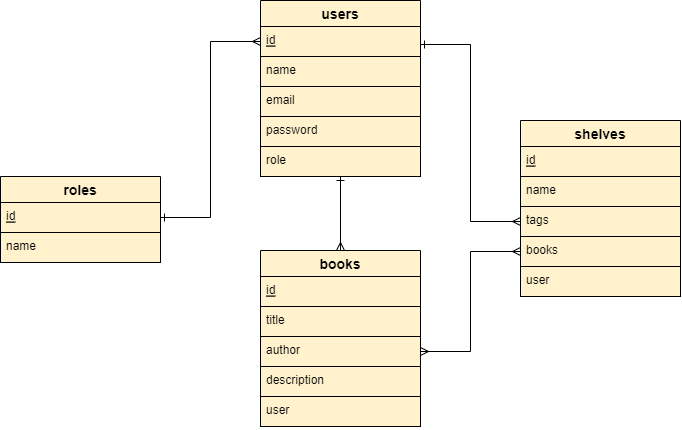 users
id
name
email
password
role
roles
id
name
shelves
id
name
tags
books
user
books
id
title
author
description
user